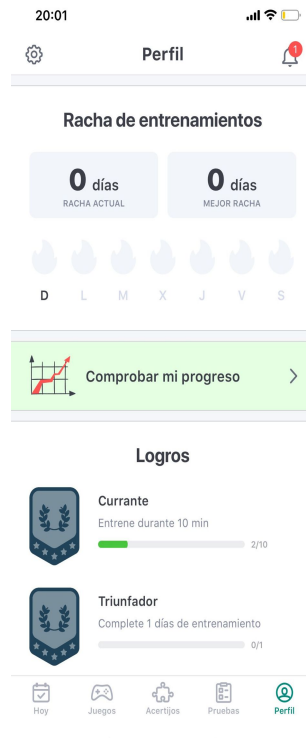 20:01
Perfil
1
Racha de entrenamientos
0 días
RACHA ACTUAL
0 días
MEJOR RACHA
D L M X J V S
Comprobar mi progreso
Logros
Currante
Entrene durante 10 min
2/10
Triunfador
Complete 1 días de entrenamiento
0/1
Hoy Juegos Acertijos Pruebas Perfil